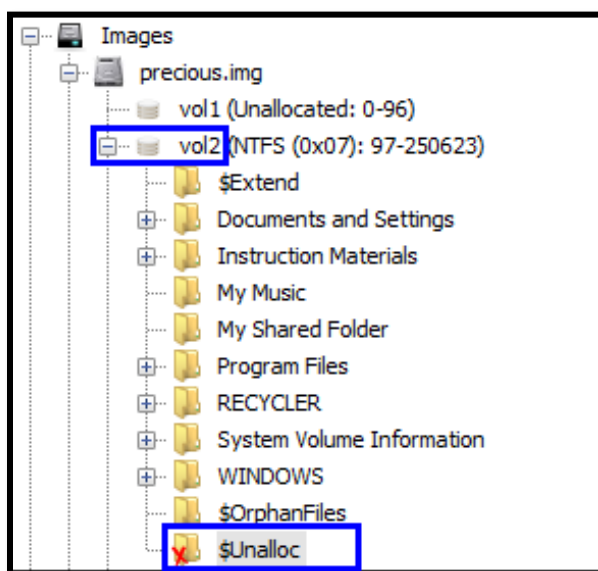 Images
precious.img
vol1 (Unallocated: 0-96)
vol2 (NTFS (0x07): 97-250623)
$Extend
Documents and Settings
Instruction Materials
My Music
My Shared Folder
Program Files
RECYCLER
System Volume Information
WINDOWS
$OrphanFiles
$Unalloc